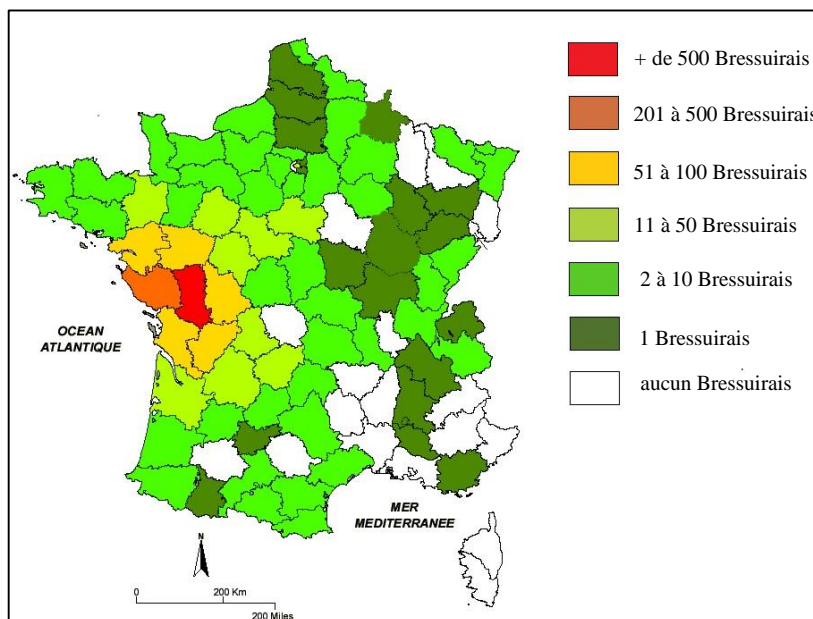 + de 500 Bressuirais
201 à 500 Bressuirais
51 à 100 Bressuirais
11 à 50 Bressuirais
2 à 10 Bressuirais
1 Bressuirais
aucun Bressuirais
OCEAN
ATLANTIQUE
MER
MEDITERRANEE
N
0 200 Km
200 Miles